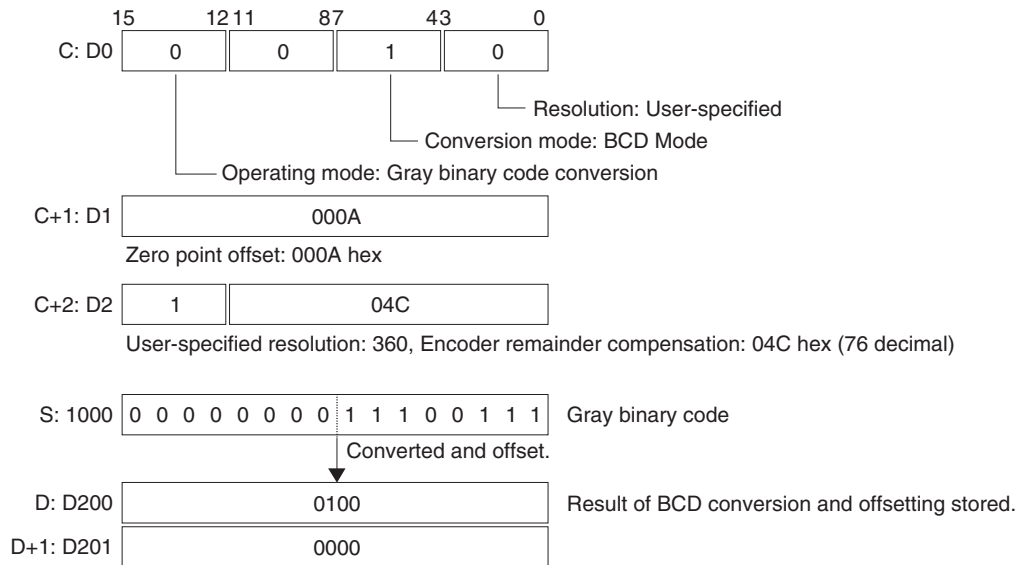 15 12 11 8 7 4 3 0
C: D0 0 0 1 0
Resolution: User-specified
Conversion mode: BCD Mode
Operating mode: Gray binary code conversion
C+1: D1 000A
Zero point offset: 000A hex
C+2: D2 1 04C
User-specified resolution: 360, Encoder remainder compensation: 04C hex (76 decimal)
S: 1000 0 0 0 0 0 0 0 0 1 1 1 0 0 1 1 1 Gray binary code
Converted and offset.
D: D200 0100 Result of BCD conversion and offsetting stored.
D+1: D201 0000